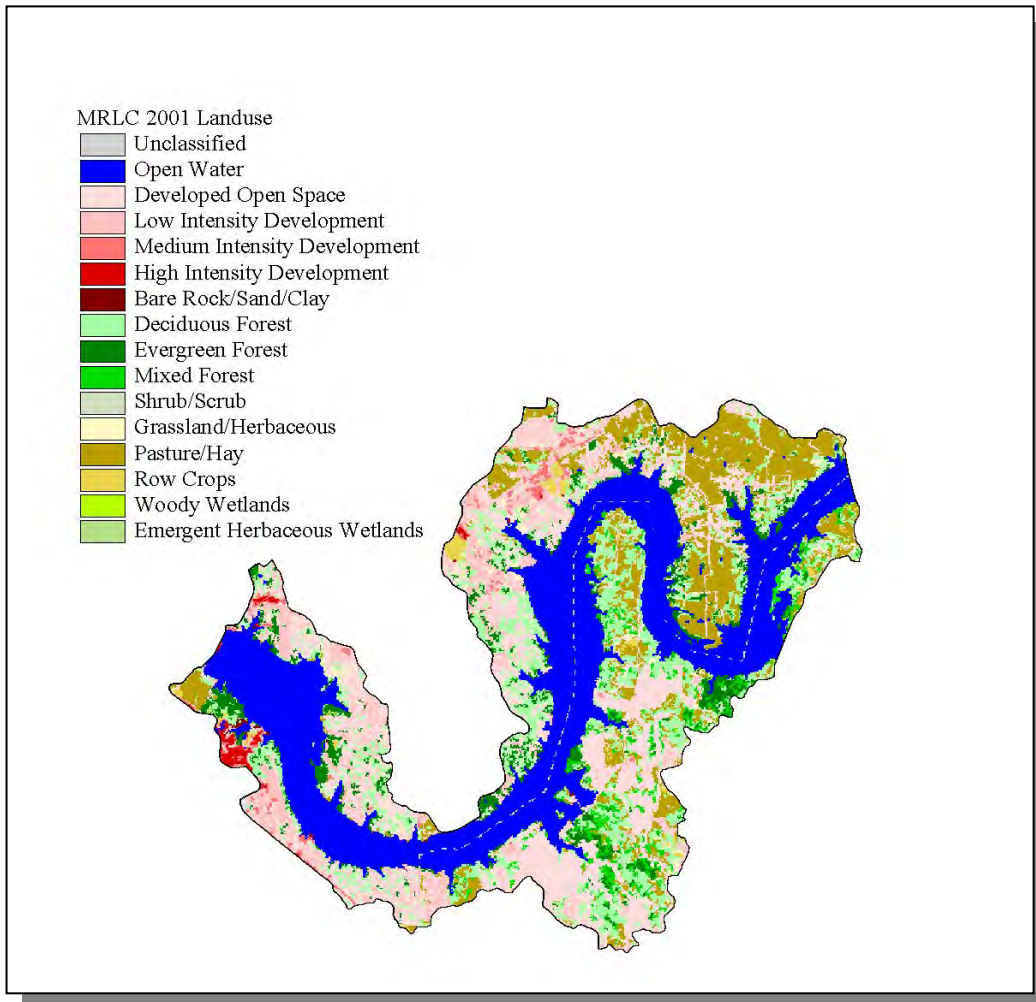 MRLC 2001 Landuse
Unclassified
Open Water
Developed Open Space
Low Intensity Development
Medium Intensity Development
High Intensity Development
Bare Rock/Sand/Clay
Deciduous Forest
Evergreen Forest
Mixed Forest
Shrub/Scrub
Grassland/Herbaceous
Pasture/Hay
Row Crops
Woody Wetlands
Emergent Herbaceous Wetlands